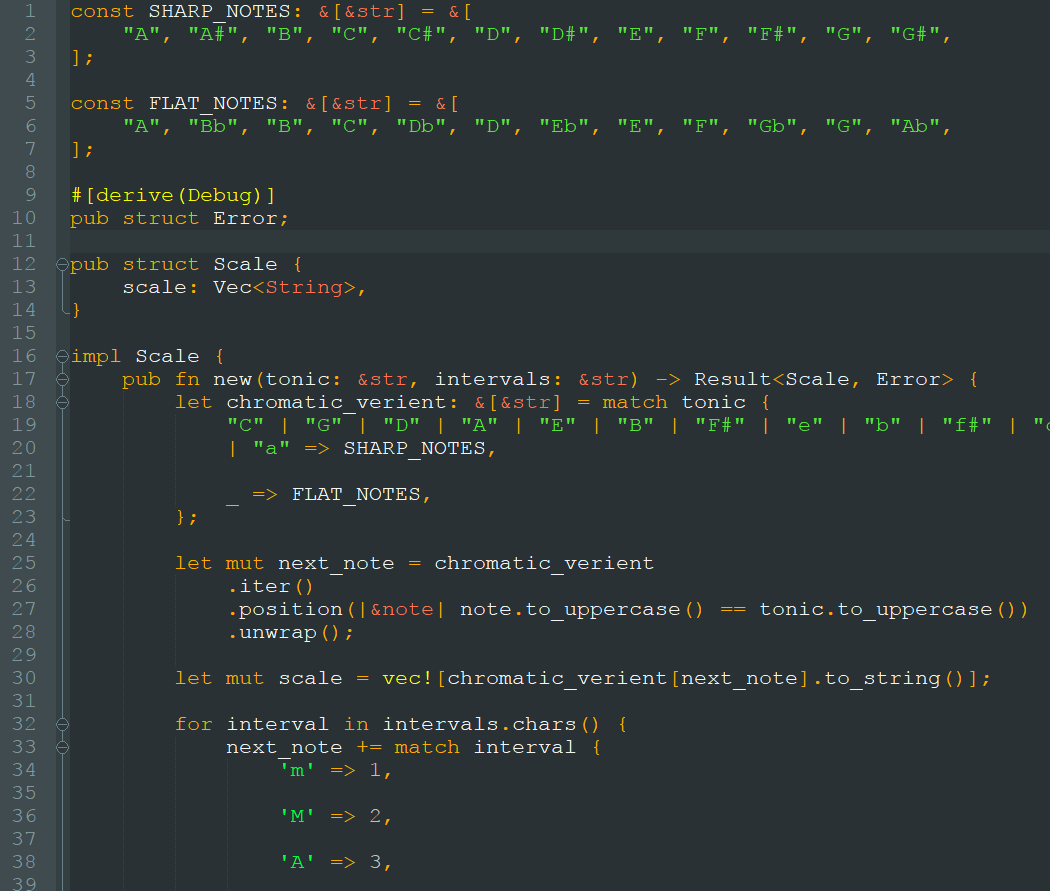 1 const SHARP_NOTES: &[&str] = &[
2     "A", "A#", "B", "C", "C#", "D", "D#", "E", "F", "F#", "G", "G#",
3 ];
4
5 const FLAT_NOTES: &[&str] = &[
6     "A", "Bb", "B", "C", "Db", "D", "Eb", "E", "F", "Gb", "G", "Ab",
7 ];
8
9 #[derive(Debug)]
10 pub struct Error;
11
12 pub struct Scale {
13     scale: Vec<String>,
14 }
15
16 impl Scale {
17     pub fn new(tonic: &str, intervals: &str) -> Result<Scale, Error> {
18         let chromatic_verient: &[&str] = match tonic {
19             "C" | "G" | "D" | "A" | "E" | "B" | "F#" | "e" | "b" | "f#" | "
20             | "a" => SHARP_NOTES,
21
22             _ => FLAT_NOTES,
23         };
24
25         let mut next_note = chromatic_verient
26             .iter()
27             .position(|&note| note.to_uppercase() == tonic.to_uppercase())
28             .unwrap();
29
30         let mut scale = vec![chromatic_verient[next_note].to_string()];
31
32         for interval in intervals.chars() {
33             next_note += match interval {
34                 'm' => 1,
35
36                 'M' => 2,
37
38                 'A' => 3,
39